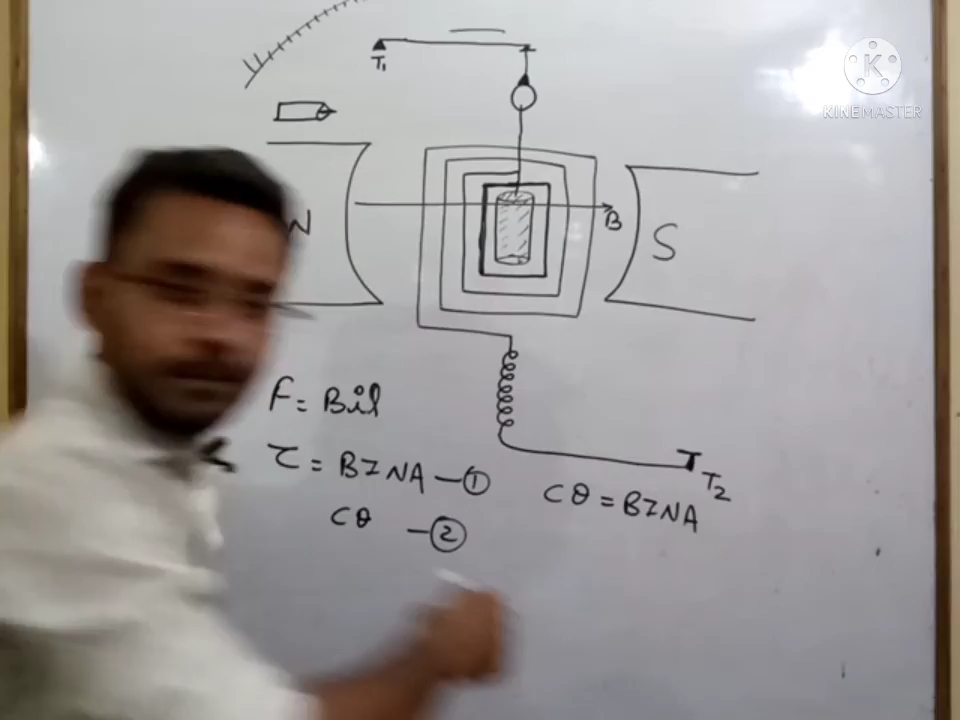 T₁
K
KINEMASTER
N
B
S
F = Bil
τ = BINA —①
T₂
Cθ = BINA
Cθ —②